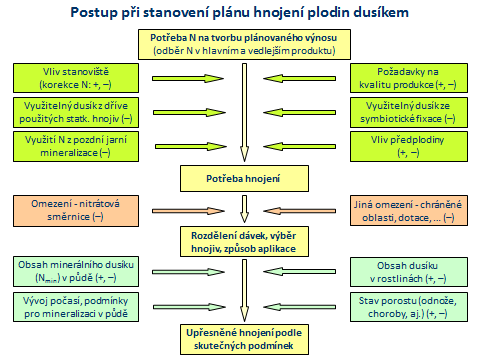 Postup při stanovení plánu hnojení plodin dusíkem
Potřeba N na tvorbu plánovaného výnosu
(odběr N v hlavním a vedlejším produktu)
Vliv stanoviště
(korekce N: +, –)
Požadavky na
kvalitu produkce (+, –)
Využitelný dusík z dříve
použitých statk. hnojiv (–)
Využitelný dusík ze
symbiotické fixace (–)
Využití N z pozdní jarní
mineralizace (–)
Vliv předplodiny
(+, –)
Potřeba hnojení
Omezení - nitrátová
směrnice (–)
Jiná omezení - chráněné
oblasti, dotace, ... (–)
Rozdělení dávek, výběr
hnojiv, způsob aplikace
Obsah minerálního dusíku
(Nmin) v půdě (+, –)
Obsah dusíku
v rostlinách (+, –)
Vývoj počasí, podmínky
pro mineralizaci v půdě
Stav porostu (odnože,
choroby, aj.) (+, –)
Upřesněné hnojení podle
skutečných podmínek